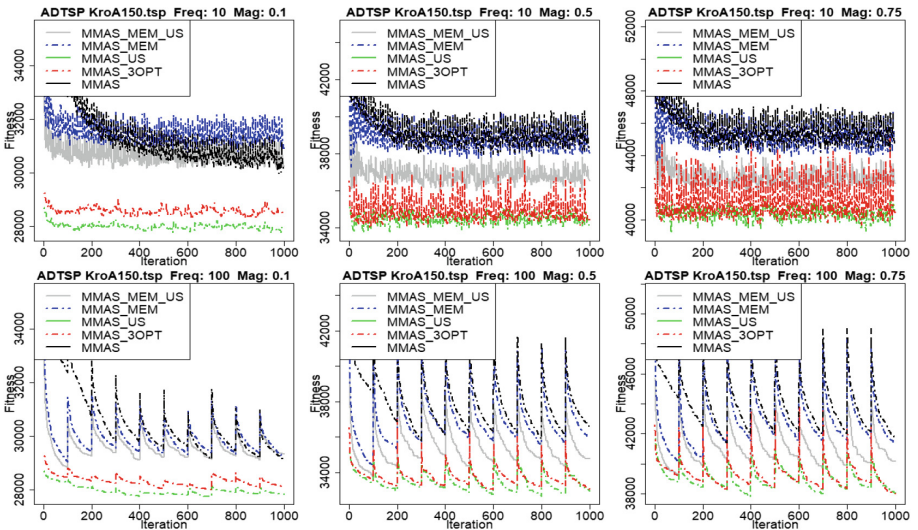 ADTSP KroA150.tsp Freq: 10 Mag: 0.1
MMAS_MEM_US
MMAS_MEM
MMAS_US
MMAS_3OPT
MMAS
Fitness
28000 30000 32000 34000
0 200 400 600 800 1000
Iteration
ADTSP KroA150.tsp Freq: 10 Mag: 0.5
MMAS_MEM_US
MMAS_MEM
MMAS_US
MMAS_3OPT
MMAS
Fitness
34000 38000 42000
0 200 400 600 800 1000
Iteration
ADTSP KroA150.tsp Freq: 10 Mag: 0.75
MMAS_MEM_US
MMAS_MEM
MMAS_US
MMAS_3OPT
MMAS
Fitness
40000 44000 48000 52000
0 200 400 600 800 1000
Iteration
ADTSP KroA150.tsp Freq: 100 Mag: 0.1
MMAS_MEM_US
MMAS_MEM
MMAS_US
MMAS_3OPT
MMAS
Fitness
28000 30000 32000 34000
0 200 400 600 800 1000
Iteration
ADTSP KroA150.tsp Freq: 100 Mag: 0.5
MMAS_MEM_US
MMAS_MEM
MMAS_US
MMAS_3OPT
MMAS
Fitness
34000 38000 42000
0 200 400 600 800 1000
Iteration
ADTSP KroA150.tsp Freq: 100 Mag: 0.75
MMAS_MEM_US
MMAS_MEM
MMAS_US
MMAS_3OPT
MMAS
Fitness
38000 42000 46000 50000
0 200 400 600 800 1000
Iteration